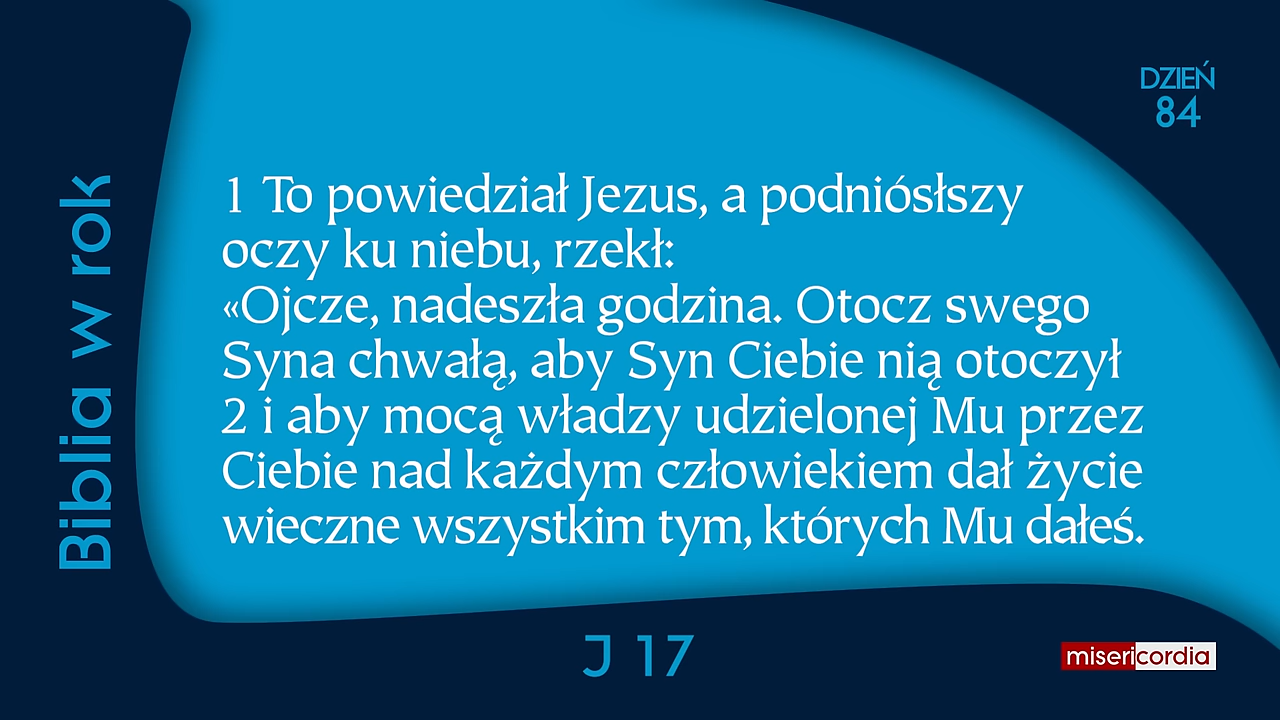 DZIEŃ
84
Biblia w rok
1 To powiedział Jezus, a podniósłszy
oczy ku niebu, rzekł:
«Ojcze, nadeszła godzina. Otocz swego
Syna chwałą, aby Syn Ciebie nią otoczył
2 i aby mocą władzy udzielonej Mu przez
Ciebie nad każdym człowiekiem dał życie
wieczne wszystkim tym, których Mu dałeś.
J 17
misericordia